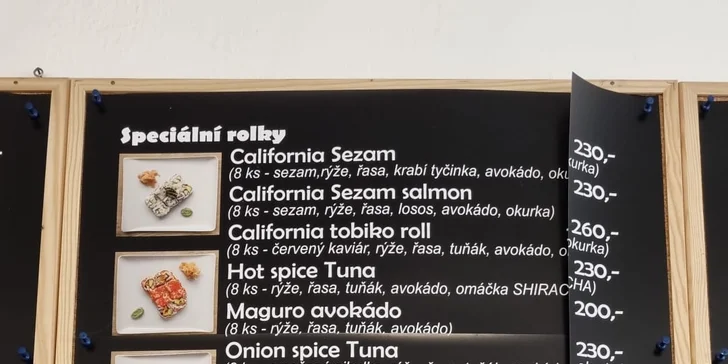 Speciální rolky
California Sezam 230,-
(8 ks - sezam,rýže, řasa, krabí tyčinka, avokádo, okurka)
California Sezam salmon 230,-
(8 ks - sezam, rýže, řasa, losos, avokádo, okurka)
California tobiko roll 260,-
(8 ks - červený kaviár, rýže, řasa, tuňák, avokádo, okurka)
Hot spice Tuna 230,-
(8 ks - rýže, řasa, tuňák, avokádo, omáčka SHIRACHA)
Maguro avokádo 200,-
(8 ks - rýže, řasa, tuňák, avokádo)
Onion spice Tuna 230,-